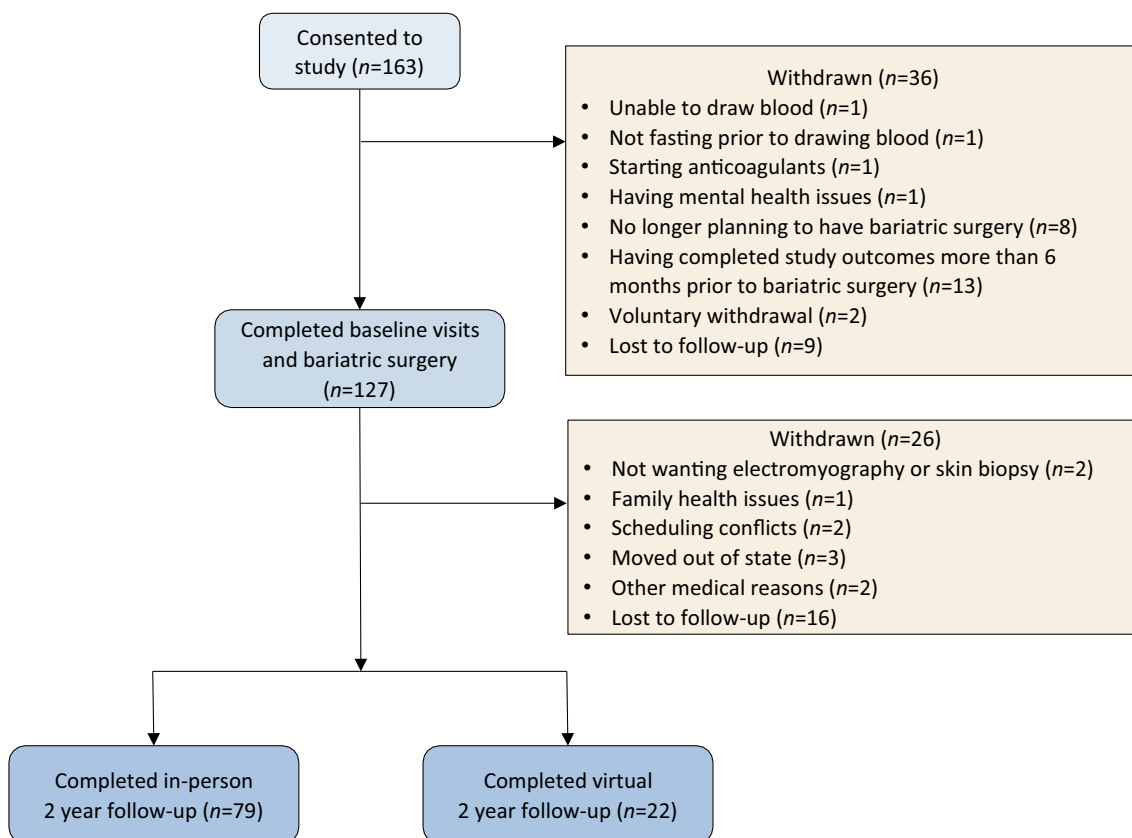 Consented to
study (n=163)
Withdrawn (n=36)
• Unable to draw blood (n=1)
• Not fasting prior to drawing blood (n=1)
• Starting anticoagulants (n=1)
• Having mental health issues (n=1)
• No longer planning to have bariatric surgery (n=8)
• Having completed study outcomes more than 6
months prior to bariatric surgery (n=13)
• Voluntary withdrawal (n=2)
• Lost to follow-up (n=9)
Completed baseline visits
and bariatric surgery
(n=127)
Withdrawn (n=26)
• Not wanting electromyography or skin biopsy (n=2)
• Family health issues (n=1)
• Scheduling conflicts (n=2)
• Moved out of state (n=3)
• Other medical reasons (n=2)
• Lost to follow-up (n=16)
Completed in-person
2 year follow-up (n=79)
Completed virtual
2 year follow-up (n=22)